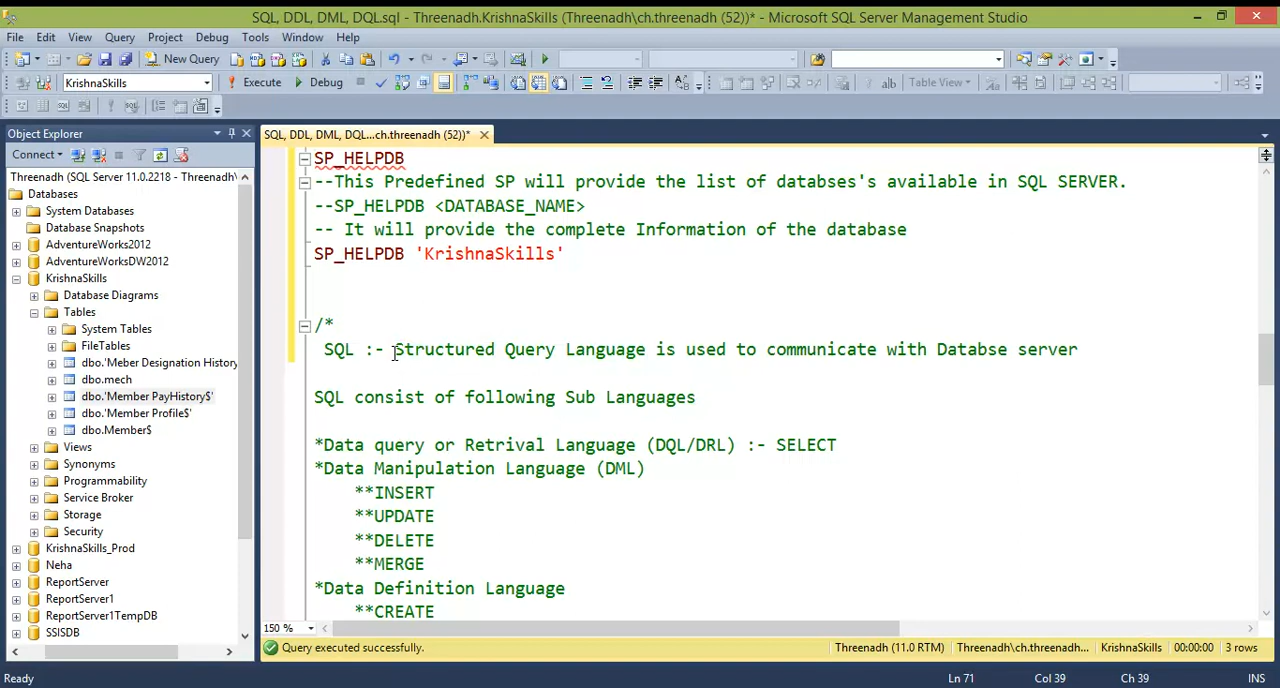 SQL, DDL, DML, DQL.sql - Threenadh.KrishnaSkills (Threenadh\ch.threenadh (52))* - Microsoft SQL Server Management Studio
File Edit View Query Project Debug Tools Window Help
New Query
KrishnaSkills Execute Debug Table View
Object Explorer
Connect
Threenadh (SQL Server 11.0.2218 - Threenadh\
Databases
System Databases
Database Snapshots
AdventureWorks2012
AdventureWorksDW2012
KrishnaSkills
Database Diagrams
Tables
System Tables
FileTables
dbo.'Meber Designation History
dbo.mech
dbo.'Member PayHistory$'
dbo.'Member Profile$'
dbo.Member$
Views
Synonyms
Programmability
Service Broker
Storage
Security
KrishnaSkills_Prod
Neha
ReportServer
ReportServer1
ReportServer1TempDB
SSISDB
SQL, DDL, DML, DQL...ch.threenadh (52))*
SP_HELPDB
--This Predefined SP will provide the list of databses's available in SQL SERVER.
--SP_HELPDB <DATABASE_NAME>
-- It will provide the complete Information of the database
SP_HELPDB 'KrishnaSkills'
/*
SQL :- Structured Query Language is used to communicate with Databse server
SQL consist of following Sub Languages
*Data query or Retrival Language (DQL/DRL) :- SELECT
*Data Manipulation Language (DML)
**INSERT
**UPDATE
**DELETE
**MERGE
*Data Definition Language
**CREATE
150 %
Query executed successfully. Threenadh (11.0 RTM) Threenadh\ch.threenadh... KrishnaSkills 00:00:00 3 rows
Ready Ln 71 Col 39 Ch 39 INS